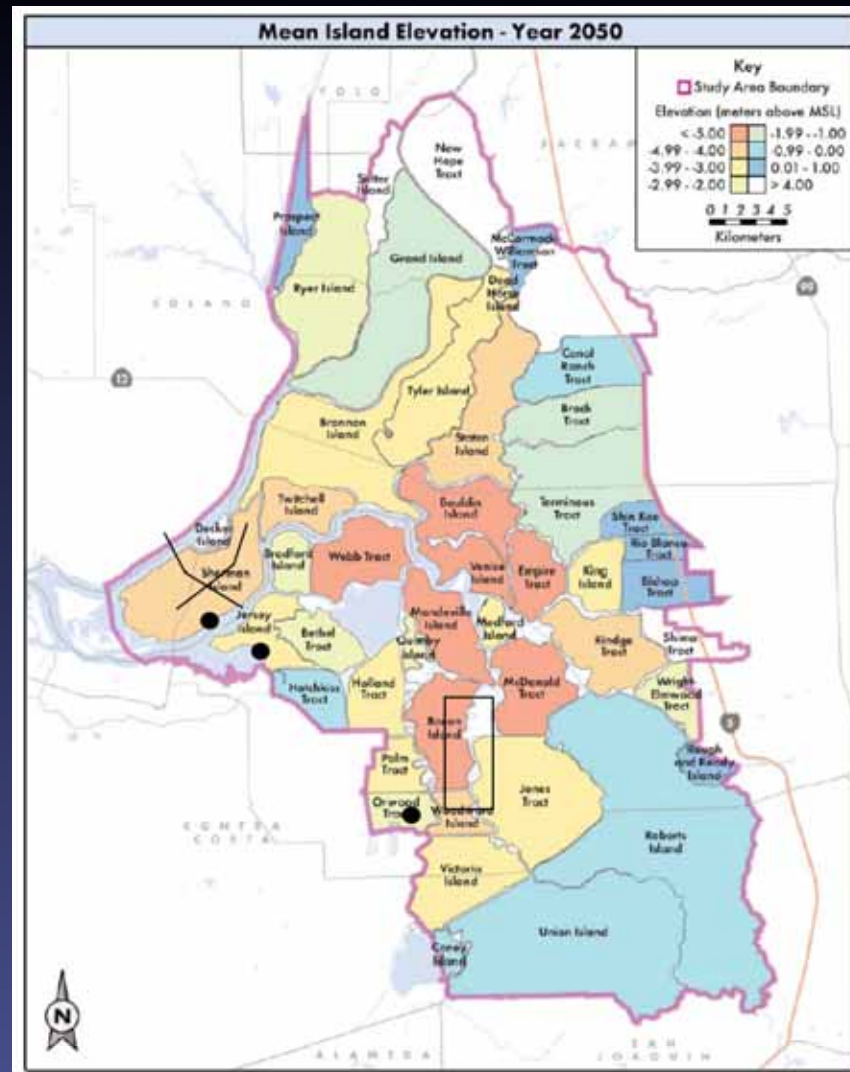 Mean Island Elevation - Year 2050
Key
Study Area Boundary
Elevation (meters above MSL)
< -5.00
-4.99 - -4.00
-3.99 - -3.00
-2.99 - -2.00
-1.99 - -1.00
-0.99 - 0.00
0.01 - 1.00
> 4.00
0 1 2 3 4 5
Kilometers
YOLO
New
Hope
Tract
Sutter
Island
Prospect
Island
Grand Island
McCormack
Williamson
Tract
Dead
Horse
Island
Ryer Island
SOLANO
99
12
Canal
Ranch
Tract
Tyler Island
Brack
Tract
Brannan
Island
Staten
Island
Twitchell
Island
Bouldin
Island
Terminous
Tract
Shin Kee
Tract
Rio Blanco
Tract
Decker
Island
Bradford
Island
Webb Tract
Venice
Island
Empire
Tract
King
Island
Bishop
Tract
Sherman
Island
Jersey
Island
Bethel
Tract
Mandeville
Island
Medford
Island
Quimby
Island
Rindge
Tract
Shima
Tract
Hotchkiss
Tract
Holland
Tract
McDonald
Tract
Wright-
Elmwood
Tract
Bacon
Island
5
Rough
and Ready
Island
Palm
Tract
Jones
Tract
Orwood
Tract
Woodward
Island
CONTRA
COSTA
Roberts
Island
Victoria
Island
Union Island
Coney
Island
N
ALAMEDA
SAN
JOAQUIN